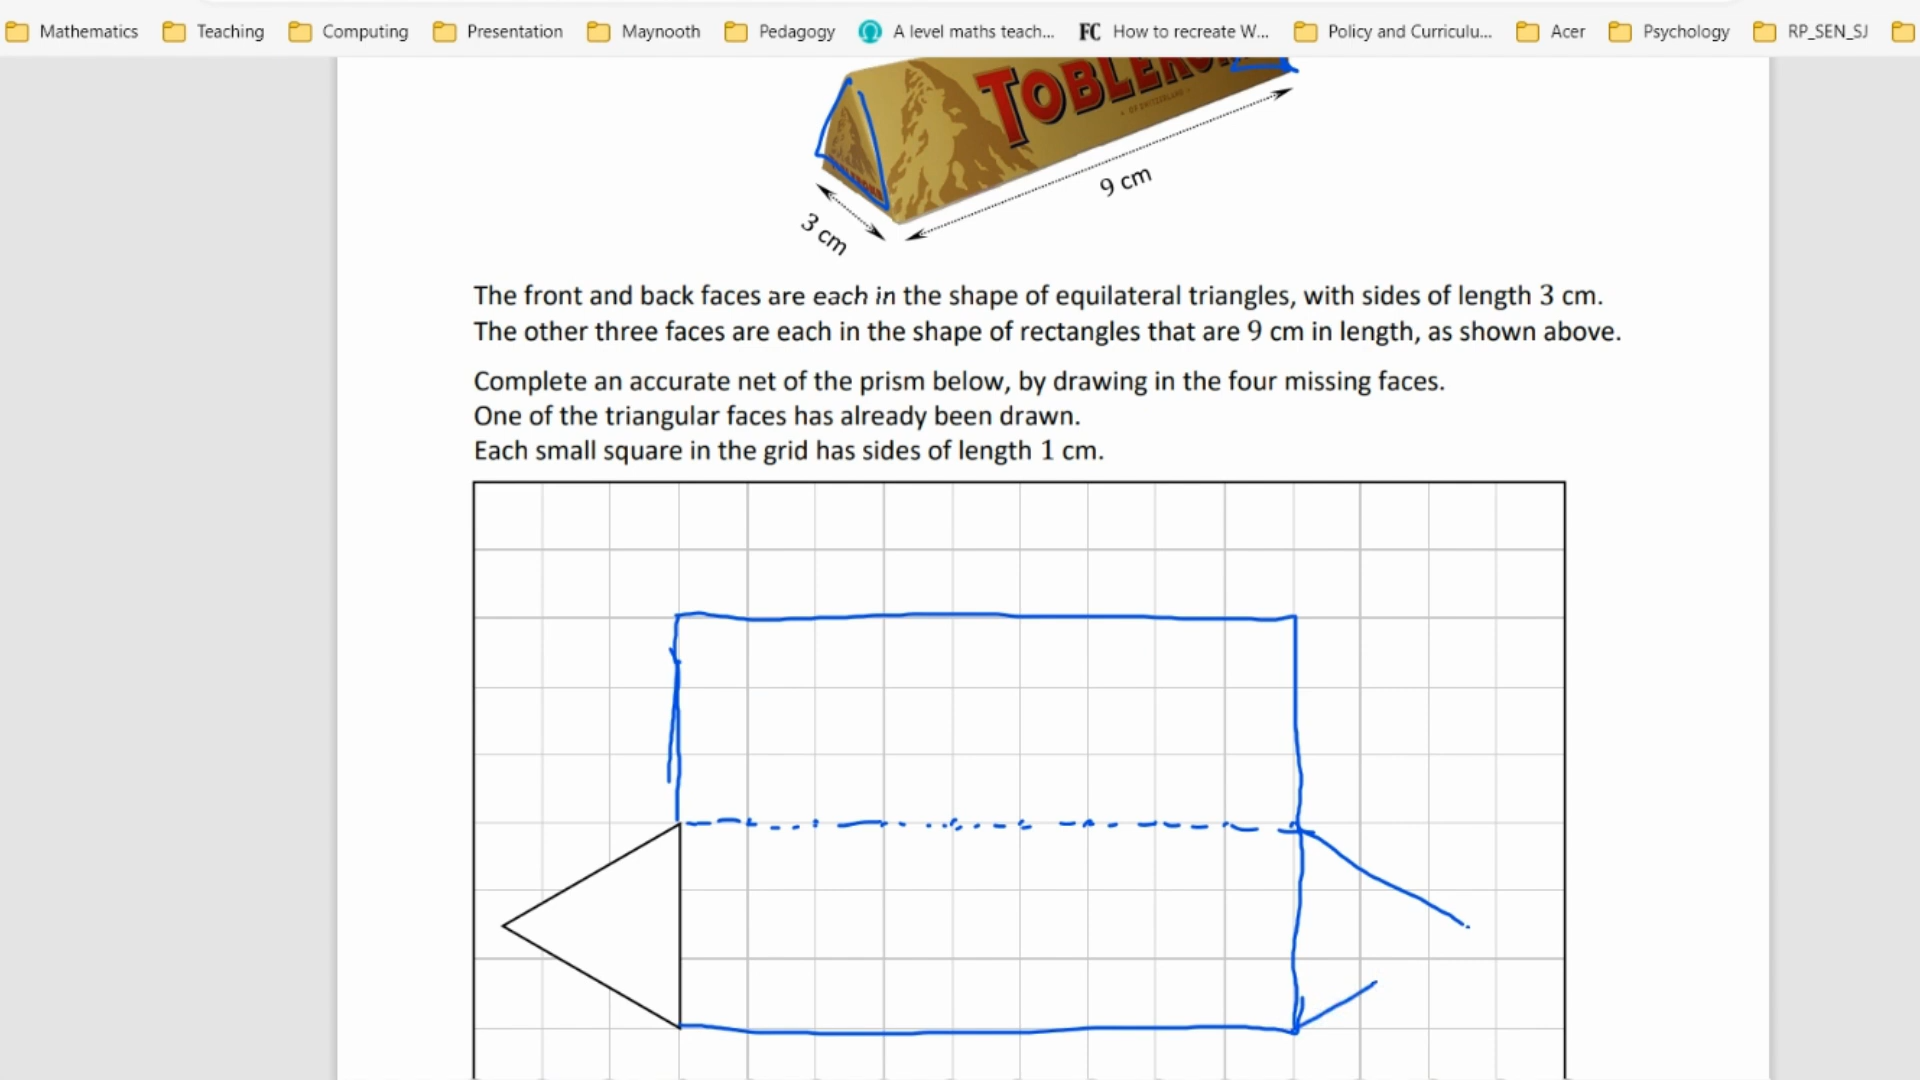 Mathematics Teaching Computing Presentation Maynooth Pedagogy A level maths teach... FC How to recreate W... Policy and Curriculu... Acer Psychology RP_SEN_SJ
TOBLERON
OF SWITZERLAND
9 cm
3 cm
The front and back faces are each in the shape of equilateral triangles, with sides of length 3 cm.
The other three faces are each in the shape of rectangles that are 9 cm in length, as shown above.
Complete an accurate net of the prism below, by drawing in the four missing faces.
One of the triangular faces has already been drawn.
Each small square in the grid has sides of length 1 cm.